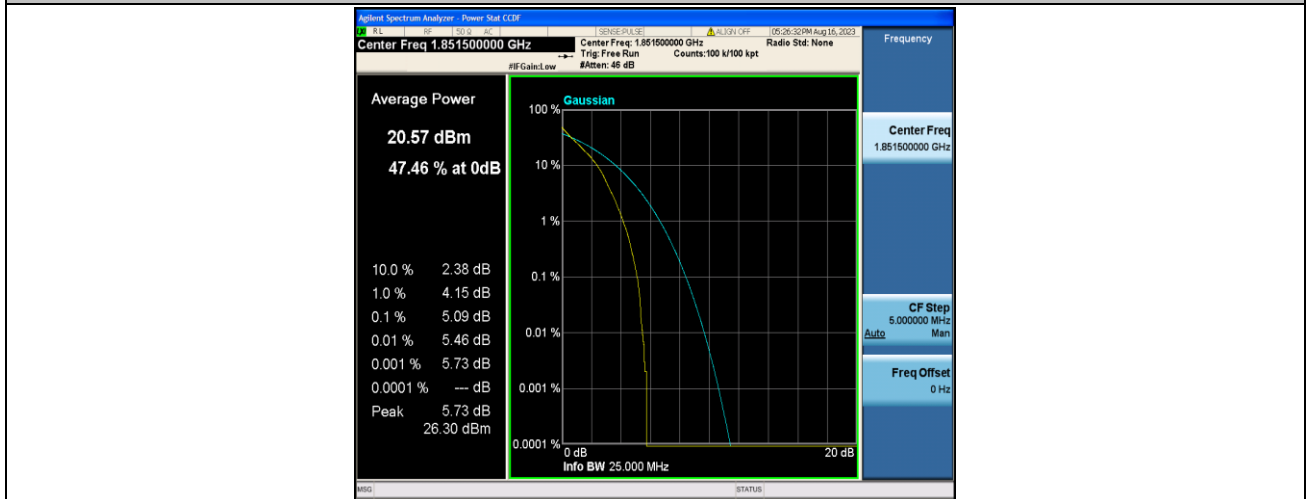 Agilent Spectrum Analyzer - Power Stat CCDF
RL RF 50 Ω AC SENSE:PULSE ALIGN OFF 05:26:32 PM Aug 16, 2023
Center Freq 1.851500000 GHz
Center Freq: 1.851500000 GHz Radio Std: None
Trig: Free Run Counts:100 k/100 kpt
#IFGain:Low #Atten: 46 dB
Frequency
Average Power
20.57 dBm
47.46 % at 0dB
10.0 % 2.38 dB
1.0 % 4.15 dB
0.1 % 5.09 dB
0.01 % 5.46 dB
0.001 % 5.73 dB
0.0001 % --- dB
Peak 5.73 dB
26.30 dBm
Gaussian
100 %
10 %
1 %
0.1 %
0.01 %
0.001 %
0.0001 %
0 dB 20 dB
Info BW 25.000 MHz
Center Freq
1.851500000 GHz
CF Step
5.000000 MHz
Auto Man
Freq Offset
0 Hz
MSG STATUS